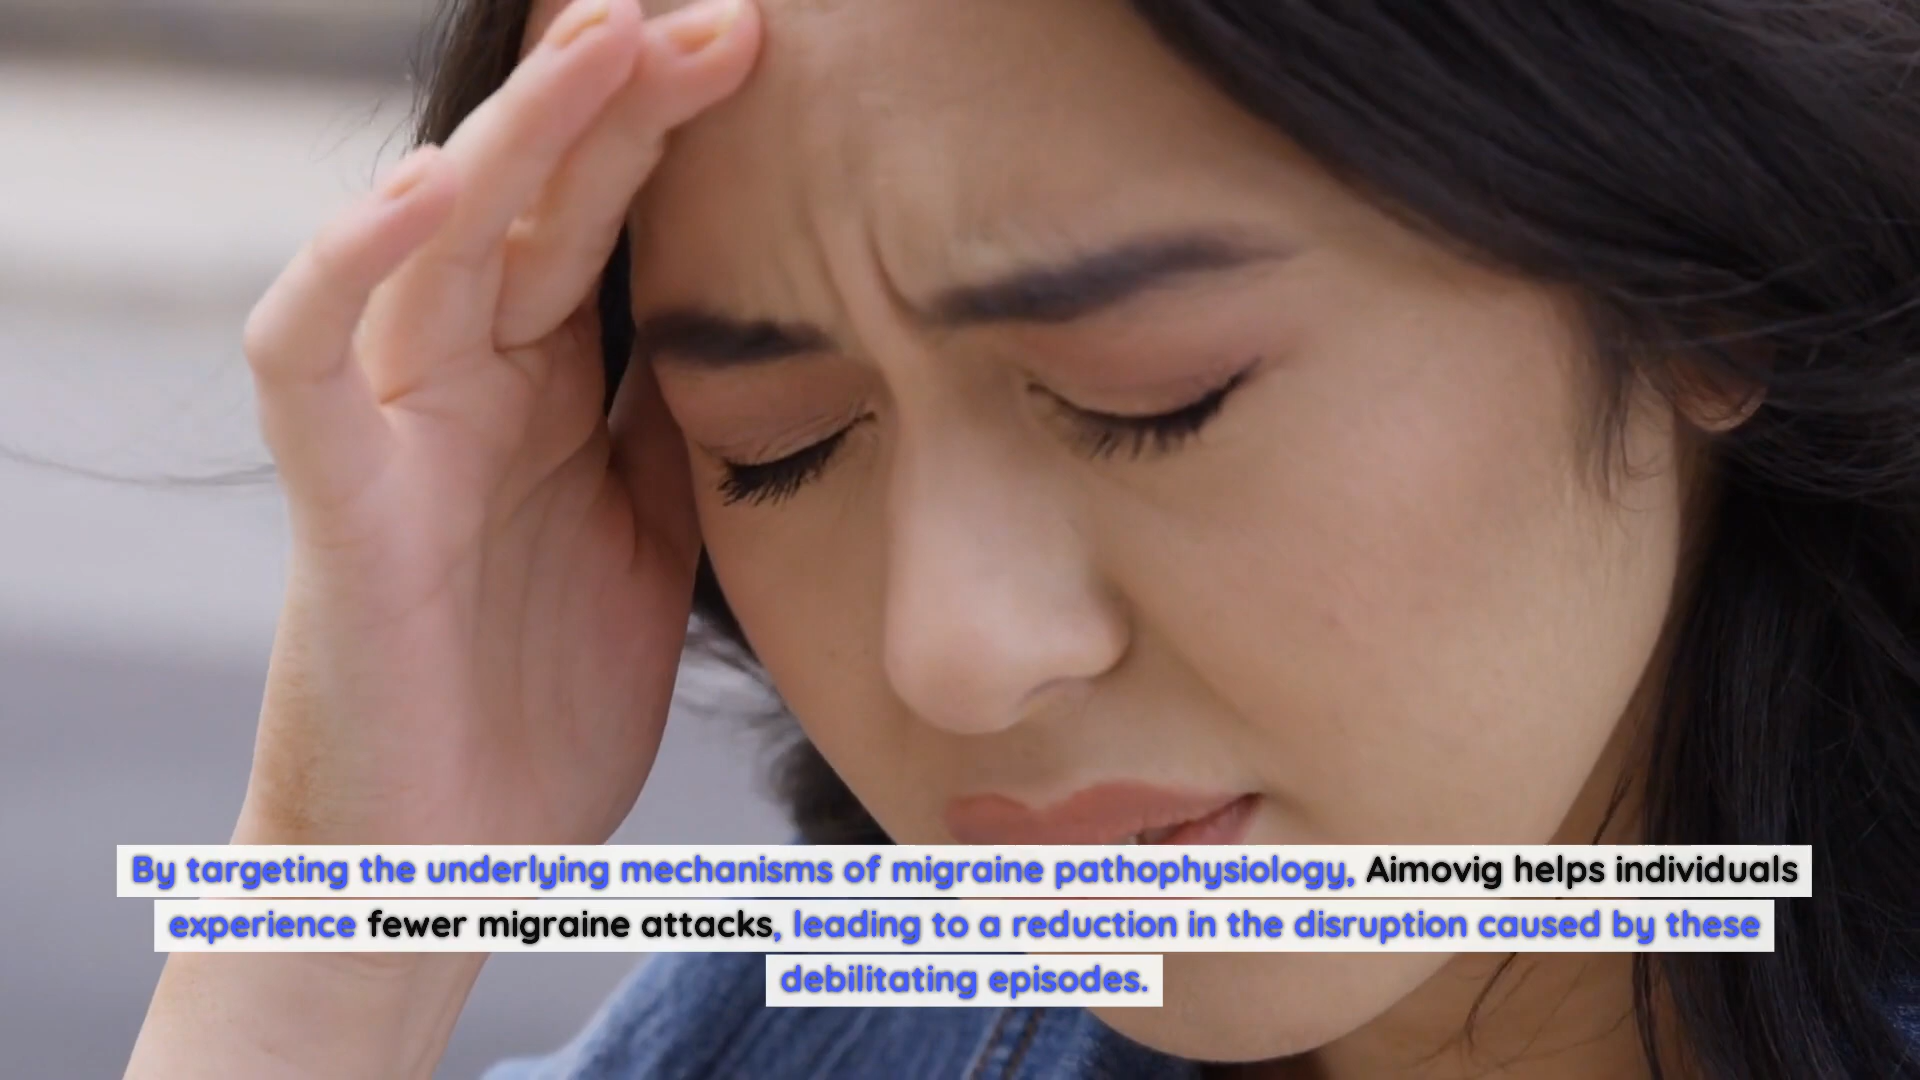 By targeting the underlying mechanisms of migraine pathophysiology, Aimovig helps individuals
experience fewer migraine attacks, leading to a reduction in the disruption caused by these
debilitating episodes.